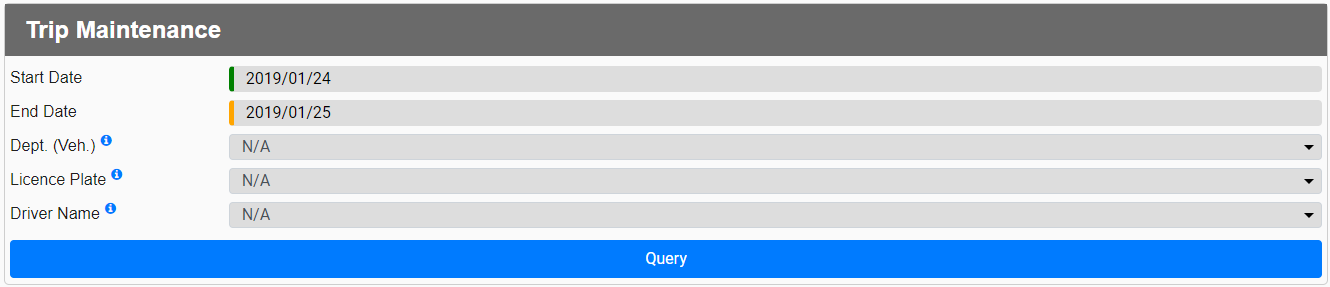 Trip Maintenance
Start Date 2019/01/24
End Date 2019/01/25
Dept. (Veh.) N/A
Licence Plate N/A
Driver Name N/A
Query